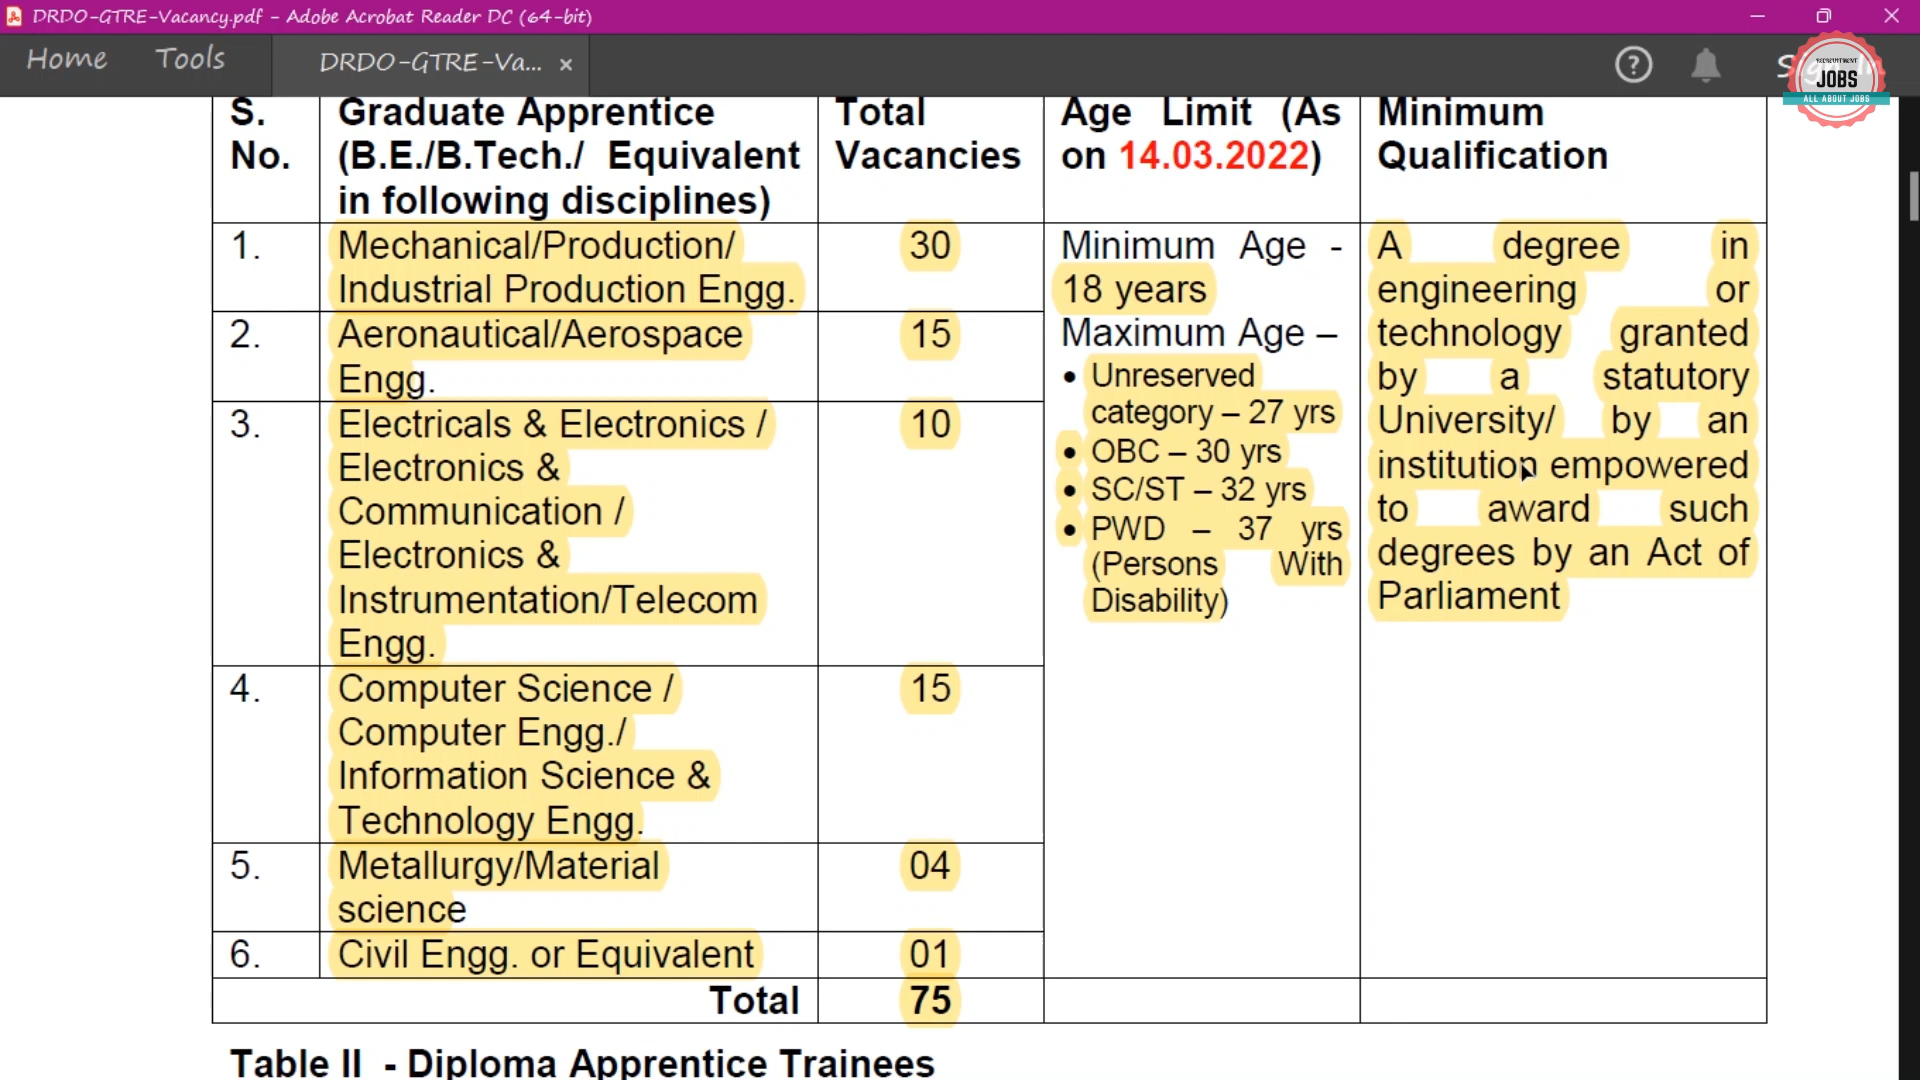 DRDO-GTRE-Vacancy.pdf - Adobe Acrobat Reader DC (64-bit)
Home Tools DRDO-GTRE-Va... ×
RECRUITMENT
JOBS
ALL ABOUT JOBS
S. No.
Graduate Apprentice
(B.E./B.Tech./ Equivalent
in following disciplines)
Total
Vacancies
Age Limit (As
on 14.03.2022)
Minimum
Qualification
1.
Mechanical/Production/
Industrial Production Engg.
30
2.
Aeronautical/Aerospace
Engg.
15
3.
Electricals & Electronics /
Electronics &
Communication /
Electronics &
Instrumentation/Telecom
Engg.
10
4.
Computer Science /
Computer Engg./
Information Science &
Technology Engg.
15
5.
Metallurgy/Material
science
04
6.
Civil Engg. or Equivalent
01
Total
75
Minimum Age -
18 years
Maximum Age –
• Unreserved
category – 27 yrs
• OBC – 30 yrs
• SC/ST – 32 yrs
• PWD – 37 yrs
(Persons With
Disability)
A degree in
engineering or
technology granted
by a statutory
University/ by an
institution empowered
to award such
degrees by an Act of
Parliament
Table II - Diploma Apprentice Trainees